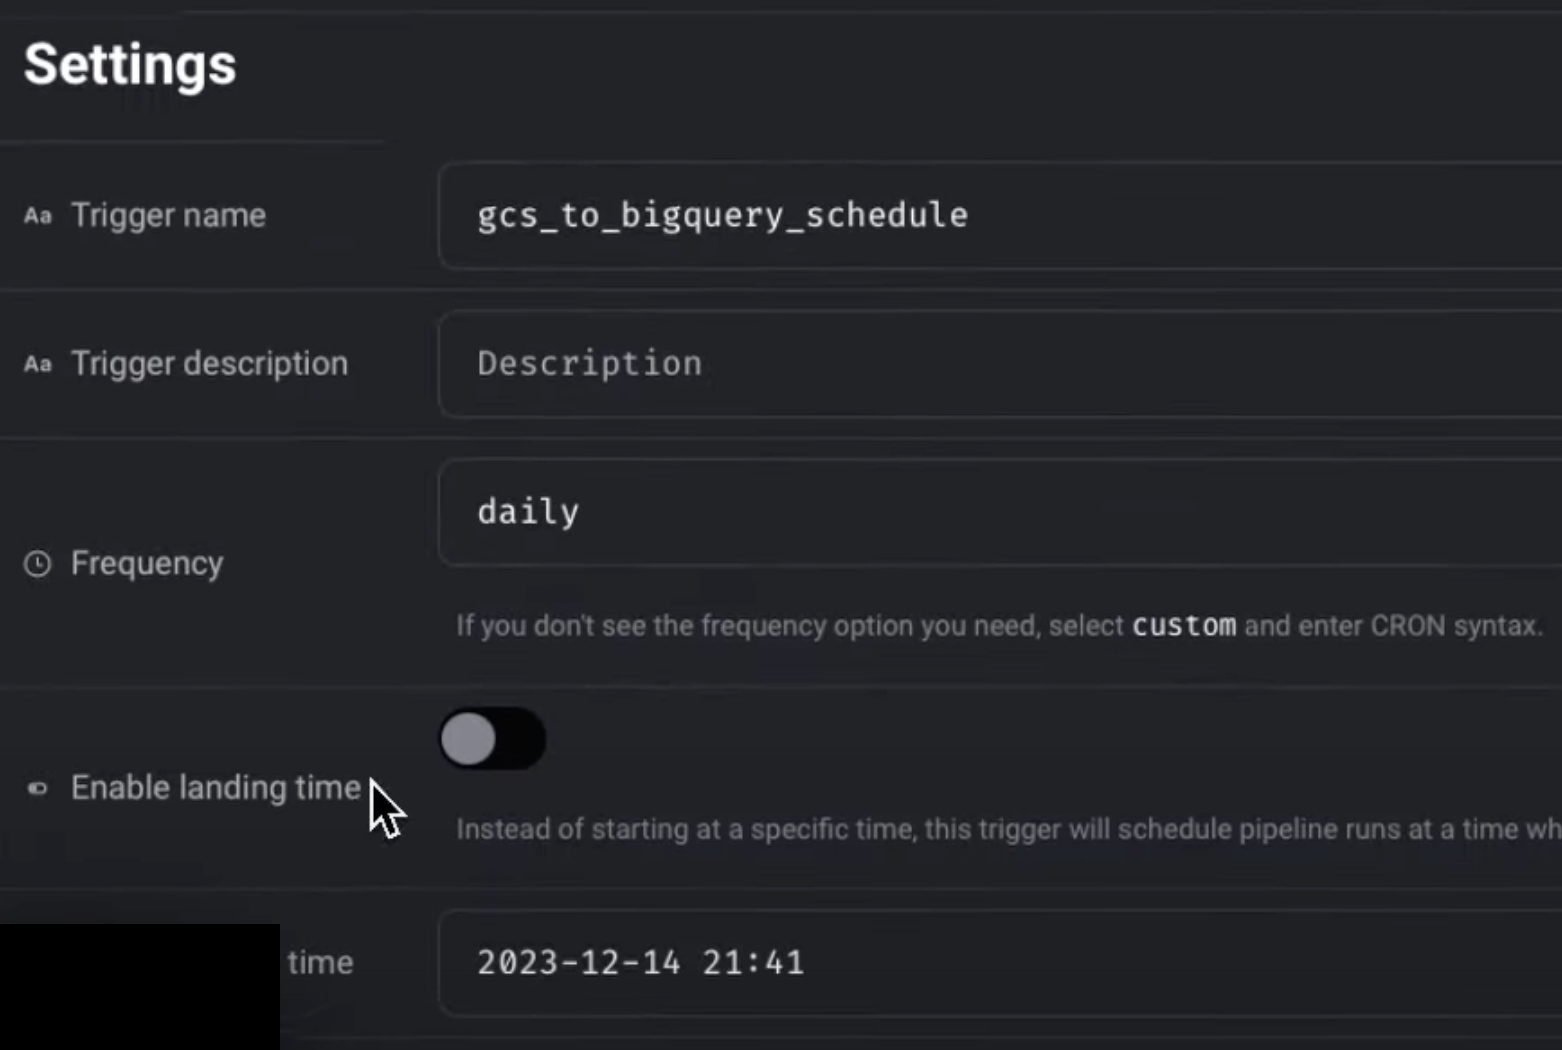 Settings
Aa Trigger name
gcs_to_bigquery_schedule
Aa Trigger description
Description
daily
Frequency
If you don't see the frequency option you need, select custom and enter CRON syntax.
Enable landing time
Instead of starting at a specific time, this trigger will schedule pipeline runs at a time
time
2023-12-14 21:41